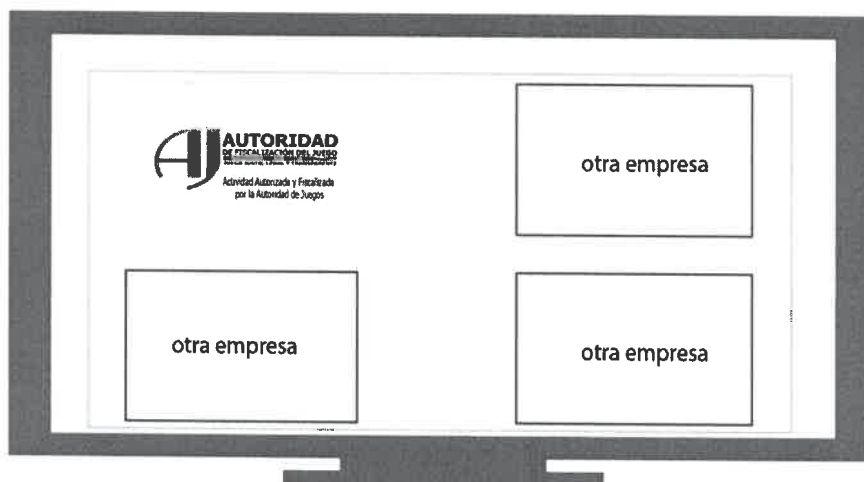 AUTORIDAD
DE FISCALIZACIÓN DEL JUEGO
Actividad Autorizada y Fiscalizada
por la Autoridad de Juegos
otra empresa
otra empresa
otra empresa